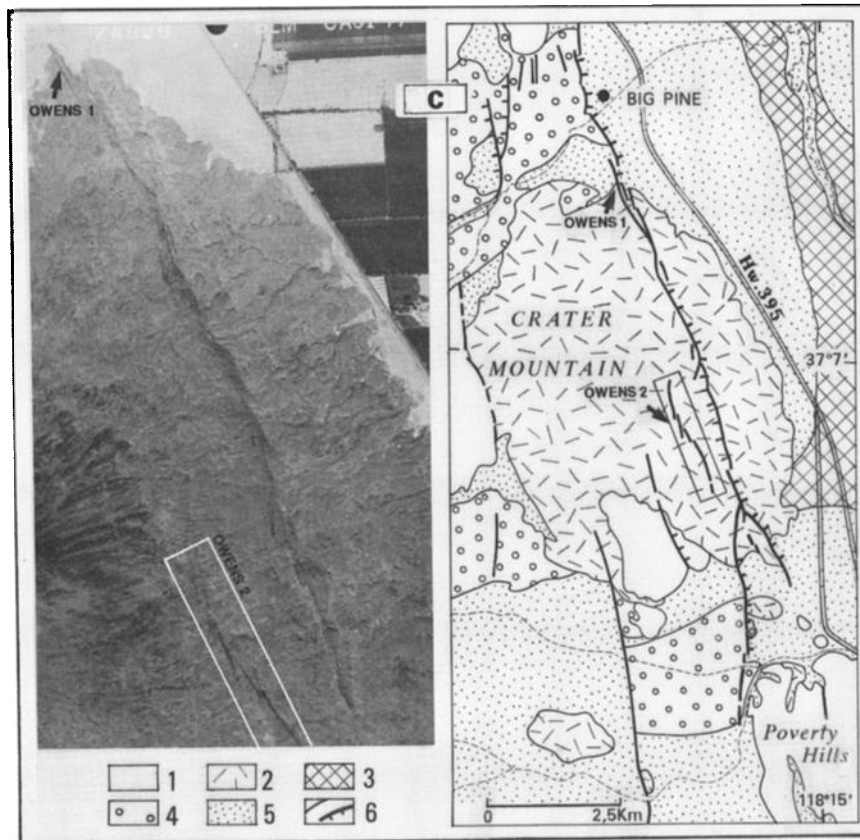 OWENS 1
OWENS 2
C
BIG PINE
OWENS 1
Hw.395
CRATER
MOUNTAIN
37°7'
OWENS 2
Poverty
Hills
118°15'
0 2,5Km
1 2 3
4 5 6